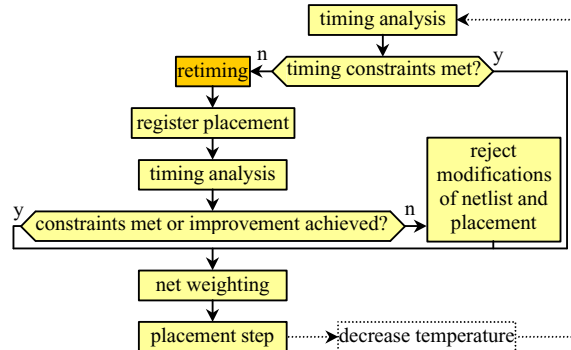 timing analysis
n
y
retiming
timing constraints met?
register placement
timing analysis
reject
modifications
of netlist and
placement
y
n
constraints met or improvement achieved?
net weighting
placement step
decrease temperature